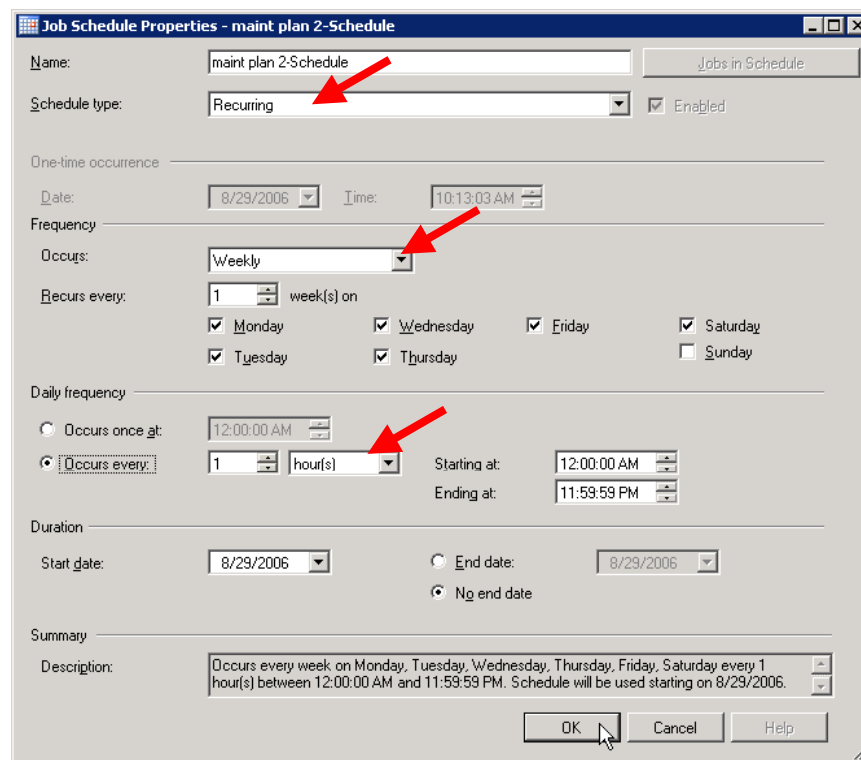 Job Schedule Properties - maint plan 2-Schedule
Name: maint plan 2-Schedule Jobs in Schedule
Schedule type: Recurring Enabled
One-time occurrence
Date: 8/29/2006 Time: 10:13:03 AM
Frequency
Occurs: Weekly
Recurs every: 1 week(s) on
Monday Wednesday Friday Saturday
Tuesday Thursday Sunday
Daily frequency
Occurs once at: 12:00:00 AM
Occurs every: 1 hour(s) Starting at: 12:00:00 AM
Ending at: 11:59:59 PM
Duration
Start date: 8/29/2006 End date: 8/29/2006
No end date
Summary
Description: Occurs every week on Monday, Tuesday, Wednesday, Thursday, Friday, Saturday every 1
hour(s) between 12:00:00 AM and 11:59:59 PM. Schedule will be used starting on 8/29/2006.
OK Cancel Help